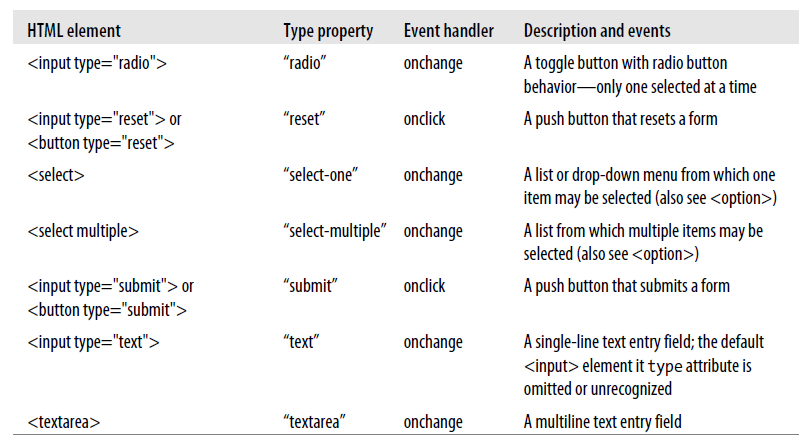 HTML element Type property Event handler Description and events
<input type="radio"> “radio” onchange A toggle button with radio button
behavior—only one selected at a time
<input type="reset"> or “reset” onclick A push button that resets a form
<button type="reset">
<select> “select-one” onchange A list or drop-down menu from which one
item may be selected (also see <option>)
<select multiple> “select-multiple” onchange A list from which multiple items may be
selected (also see <option>)
<input type="submit"> or “submit” onclick A push button that submits a form
<button type="submit">
<input type="text"> “text” onchange A single-line text entry field; the default
<input> element it type attribute is
omitted or unrecognized
<textarea> “textarea” onchange A multiline text entry field